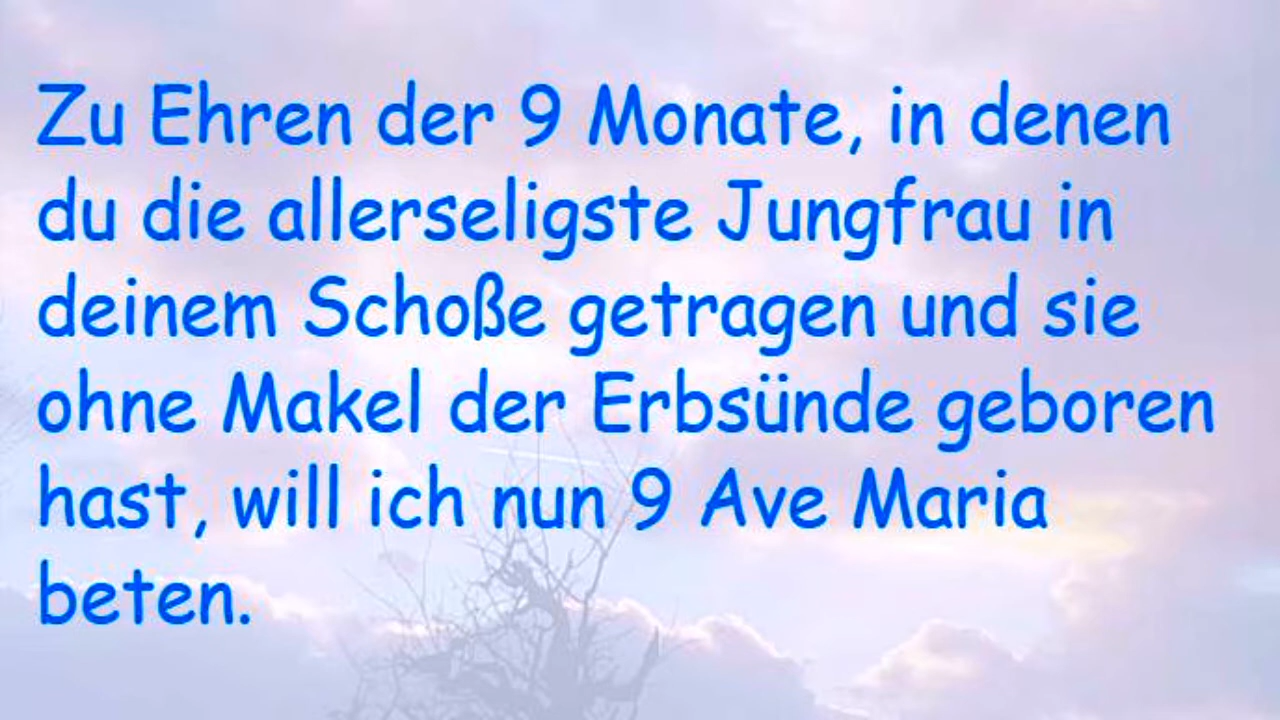 Zu Ehren der 9 Monate, in denen
du die allerseligste Jungfrau in
deinem Schoße getragen und sie
ohne Makel der Erbsünde geboren
hast, will ich nun 9 Ave Maria
beten.